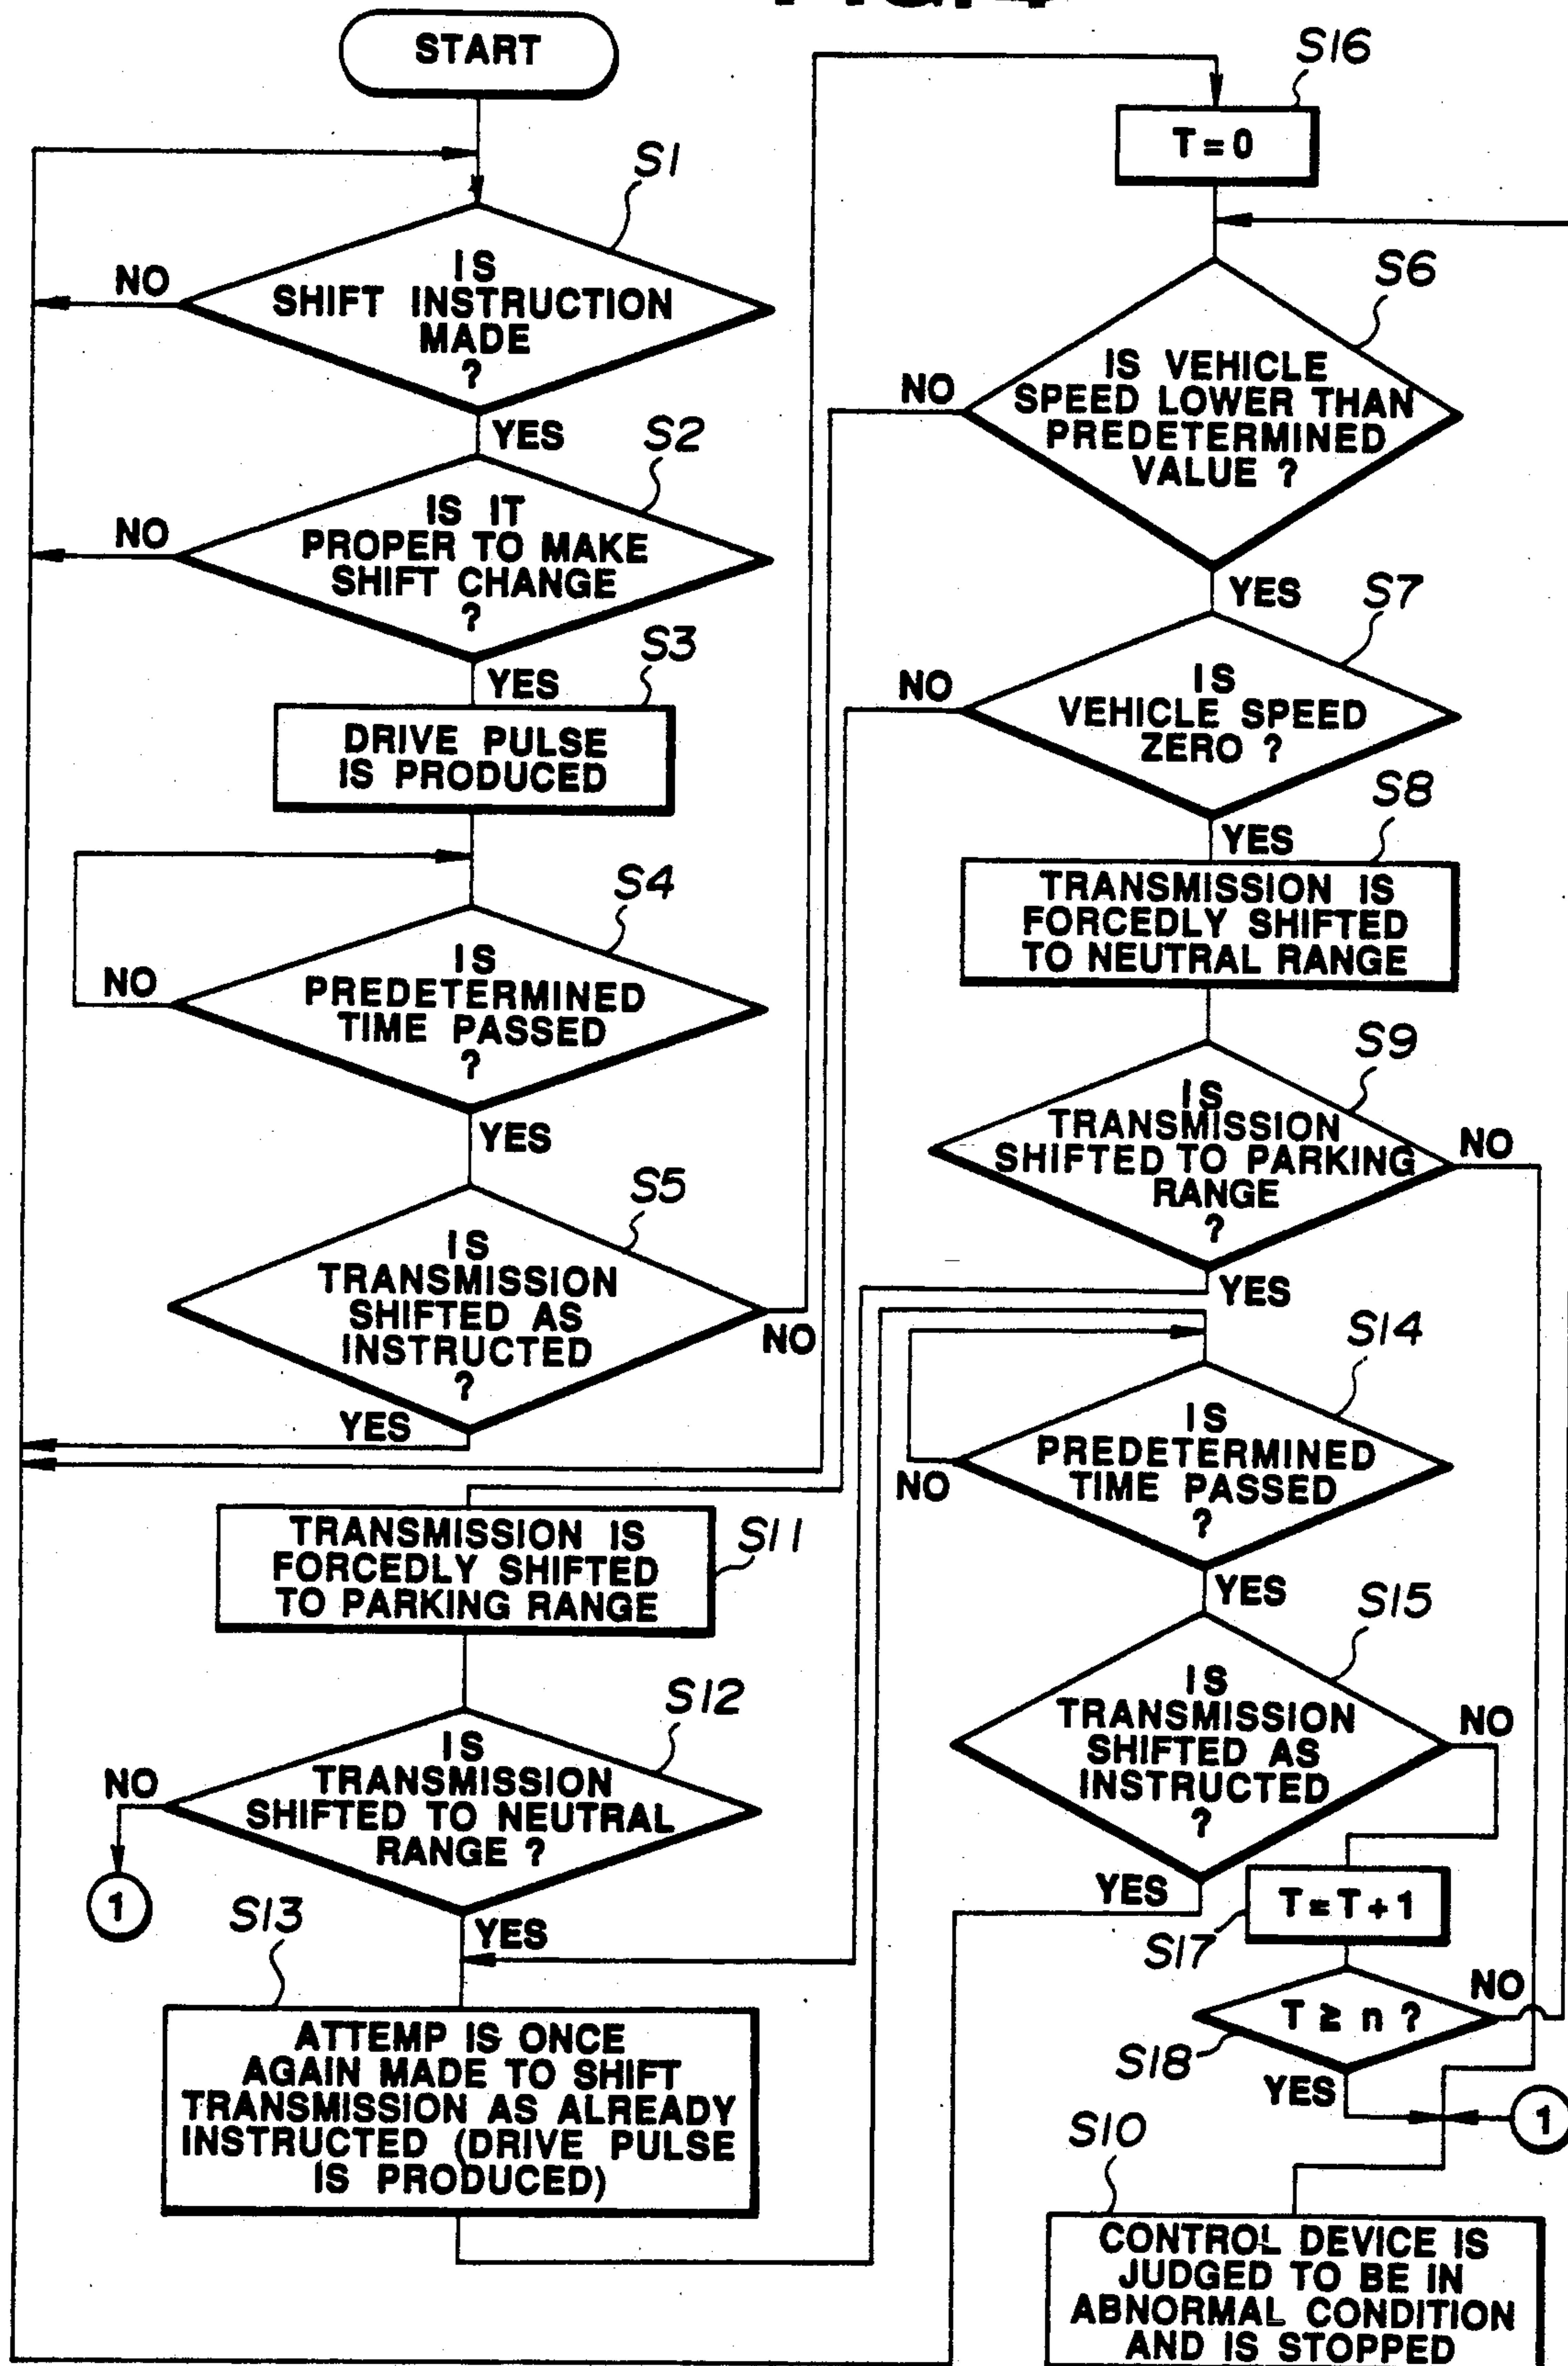 FIG. 4
START
S1
IS
SHIFT INSTRUCTION
MADE
?
NO
YES
S2
IS IT
PROPER TO MAKE
SHIFT CHANGE
?
NO
YES
S3
DRIVE PULSE
IS PRODUCED
S4
IS
PREDETERMINED
TIME PASSED
?
NO
YES
S5
IS
TRANSMISSION
SHIFTED AS
INSTRUCTED
?
NO
YES
S11
TRANSMISSION IS
FORCEDLY SHIFTED
TO PARKING RANGE
S12
IS
TRANSMISSION
SHIFTED TO NEUTRAL
RANGE ?
NO
1
YES
S13
ATTEMP IS ONCE
AGAIN MADE TO SHIFT
TRANSMISSION AS ALREADY
INSTRUCTED (DRIVE PULSE
IS PRODUCED)
S16
T = 0
S6
IS VEHICLE
SPEED LOWER THAN
PREDETERMINED
VALUE ?
NO
YES
S7
IS
VEHICLE SPEED
ZERO ?
NO
YES
S8
TRANSMISSION IS
FORCEDLY SHIFTED
TO NEUTRAL RANGE
S9
IS
TRANSMISSION
SHIFTED TO PARKING
RANGE
?
NO
YES
S14
IS
PREDETERMINED
TIME PASSED
?
NO
YES
S15
IS
TRANSMISSION
SHIFTED AS
INSTRUCTED
?
NO
YES
T = T + 1
S17
T ≧ n ?
NO
S18
YES
1
S10
CONTROL DEVICE IS
JUDGED TO BE IN
ABNORMAL CONDITION
AND IS STOPPED